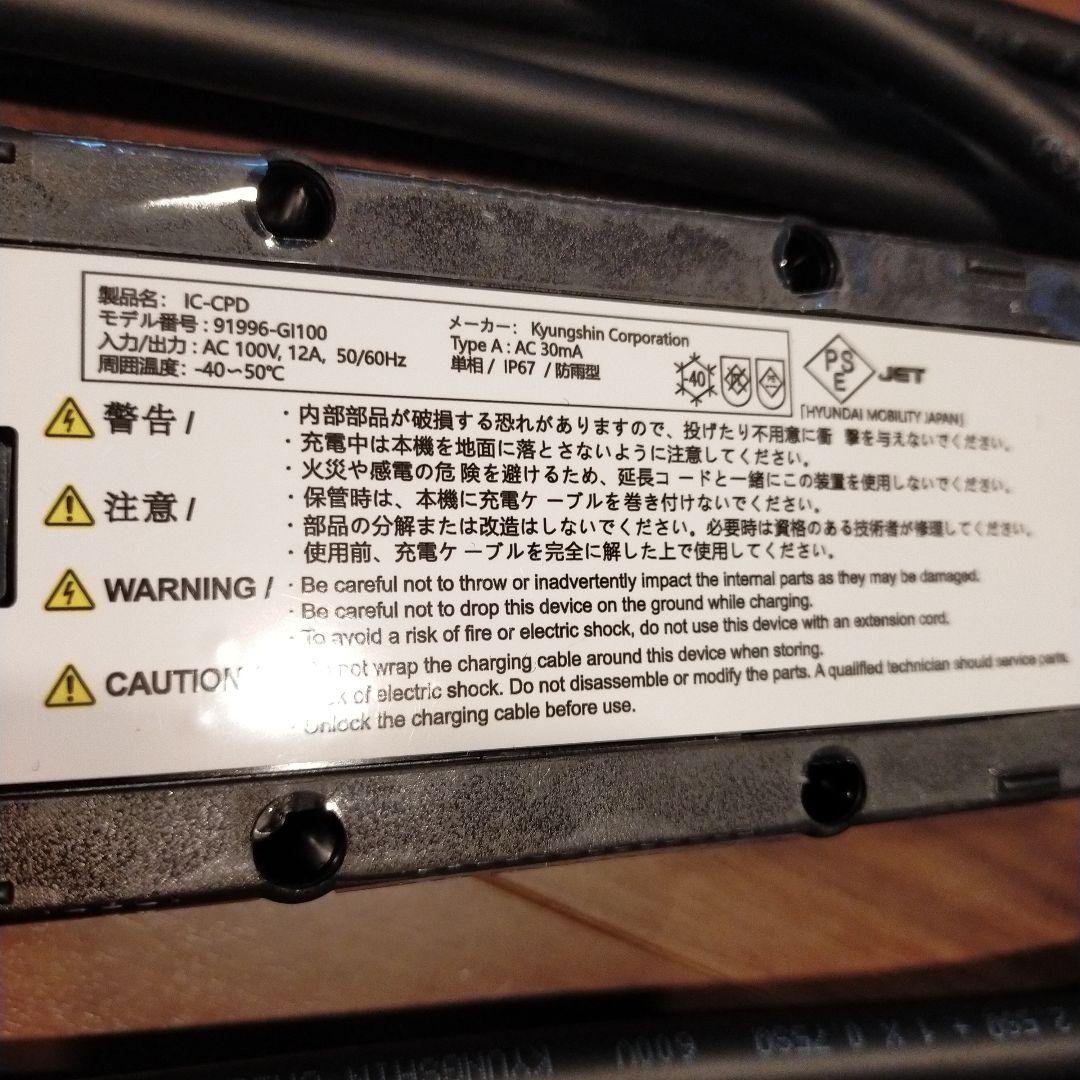 製品名: IC-CPD
モデル番号: 91996-GI100
入力/出力: AC 100V, 12A, 50/60Hz
周囲温度: -40〜50℃
メーカー: Kyungshin Corporation
Type A : AC 30mA
単相 / IP67 / 防雨型
-40
PSE
JET
「HYUNDAI MOBILITY JAPAN」
警告 /
注意 /
・内部部品が破損する恐れがありますので、投げたり不用意に衝 撃を与えないでください。
・充電中は本機を地面に落とさないように注意してください。
・火災や感電の危険を避けるため、延長コードと一緒にこの装置を使用しないでください。
・保管時は、本機に充電ケーブルを巻き付けないでください。
・部品の分解または改造はしないでください。必要時は資格のある技術者が修理してください。
・使用前、充電ケーブルを完全に解した上で使用してください。
WARNING /
CAUTION
· Be careful not to throw or inadvertently impact the internal parts as they may be damaged.
· Be careful not to drop this device on the ground while charging.
· To avoid a risk of fire or electric shock, do not use this device with an extension cord.
not wrap the charging cable around this device when storing.
of electric shock. Do not disassemble or modify the parts. A qualified technician should service parts.
· Unlock the charging cable before use.
KYUNGSHIN 600V 2.5SQ + 1 X 0.75SQ